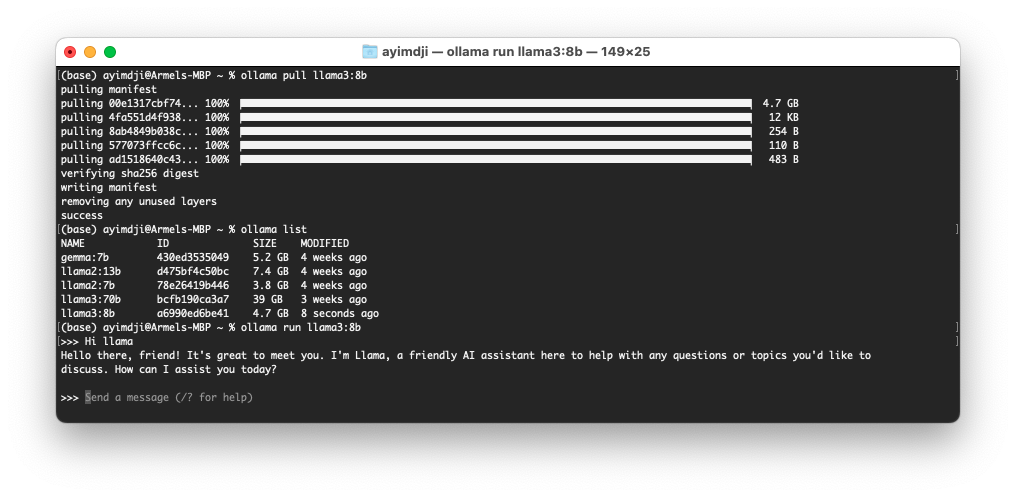 ayimdji — ollama run llama3:8b — 149×25
[(base) ayimdji@Armels-MBP ~ % ollama pull llama3:8b ]
pulling manifest
pulling 00e1317cbf74... 100% 4.7 GB
pulling 4fa551d4f938... 100% 12 KB
pulling 8ab4849b038c... 100% 254 B
pulling 577073ffcc6c... 100% 110 B
pulling ad1518640c43... 100% 483 B
verifying sha256 digest
writing manifest
removing any unused layers
success
[(base) ayimdji@Armels-MBP ~ % ollama list ]
NAME ID SIZE MODIFIED
gemma:7b 430ed3535049 5.2 GB 4 weeks ago
llama2:13b d475bf4c50bc 7.4 GB 4 weeks ago
llama2:7b 78e26419b446 3.8 GB 4 weeks ago
llama3:70b bcfb190ca3a7 39 GB 3 weeks ago
llama3:8b a6990ed6be41 4.7 GB 8 seconds ago
[(base) ayimdji@Armels-MBP ~ % ollama run llama3:8b ]
[>>> Hi llama ]
Hello there, friend! It's great to meet you. I'm Llama, a friendly AI assistant here to help with any questions or topics you'd like to
discuss. How can I assist you today?
>>> Send a message (/? for help)